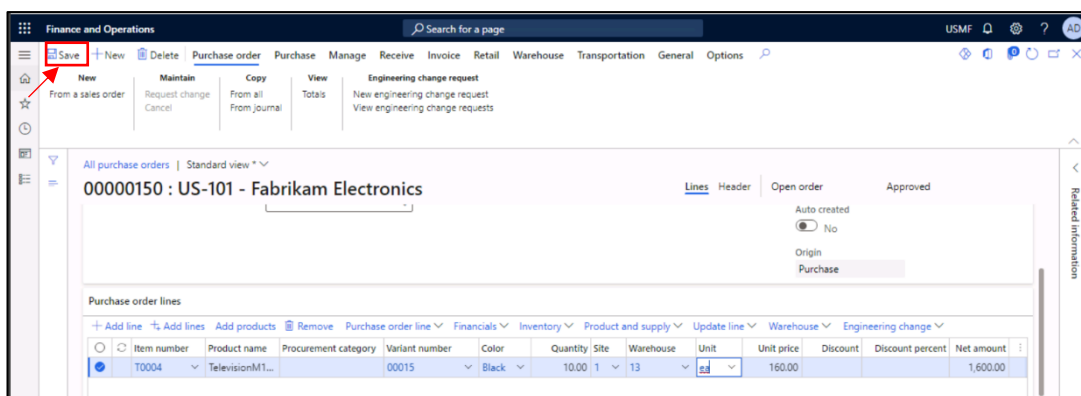 Finance and Operations
Search for a page
USMF
?
AD
Save
New
Delete
Purchase order
Purchase
Manage
Receive
Invoice
Retail
Warehouse
Transportation
General
Options
0
New
Maintain
Copy
View
Engineering change request
From a sales order
Request change
From all
Totals
New engineering change request
Cancel
From journal
View engineering change requests
All purchase orders | Standard view *
00000150 : US-101 - Fabrikam Electronics
Lines
Header
Open order
Approved
Related information
Auto created
No
Origin
Purchase
Purchase order lines
Add line
Add lines
Add products
Remove
Purchase order line
Financials
Inventory
Product and supply
Update line
Warehouse
Engineering change
Item number
Product name
Procurement category
Variant number
Color
Quantity
Site
Warehouse
Unit
Unit price
Discount
Discount percent
Net amount
T0004
TelevisionM1...
00015
Black
10.00
1
13
ea
160.00
1,600.00